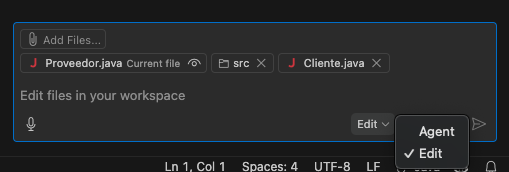 Add Files...
J Proveedor.java Current file src J Cliente.java
Edit files in your workspace
Edit
Agent
Edit
Ln 1, Col 1 Spaces: 4 UTF-8 LF